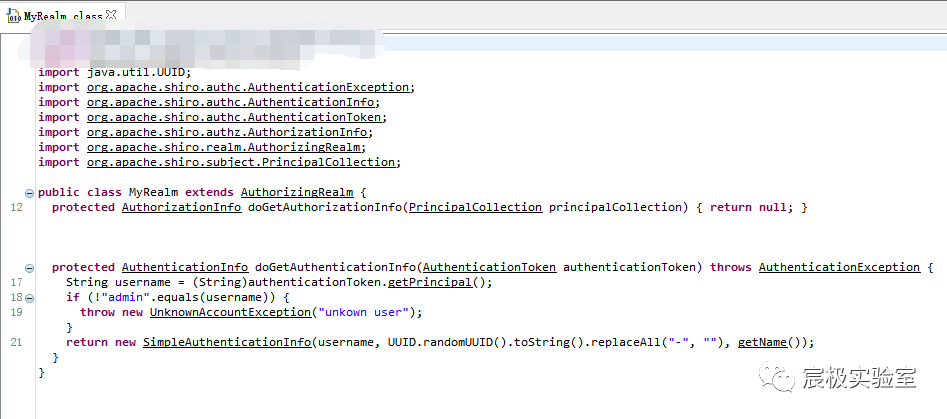 MyRealm.class
import java.util.UUID;
import org.apache.shiro.authc.AuthenticationException;
import org.apache.shiro.authc.AuthenticationInfo;
import org.apache.shiro.authc.AuthenticationToken;
import org.apache.shiro.authz.AuthorizationInfo;
import org.apache.shiro.realm.AuthorizingRealm;
import org.apache.shiro.subject.PrincipalCollection;
public class MyRealm extends AuthorizingRealm {
12 protected AuthorizationInfo doGetAuthorizationInfo(PrincipalCollection principalCollection) { return null; }
protected AuthenticationInfo doGetAuthenticationInfo(AuthenticationToken authenticationToken) throws AuthenticationException {
17 String username = (String)authenticationToken.getPrincipal();
18 if (!"admin".equals(username)) {
19 throw new UnknownAccountException("unkown user");
}
21 return new SimpleAuthenticationInfo(username, UUID.randomUUID().toString().replaceAll("-", ""), getName());
}
}
宸极实验室